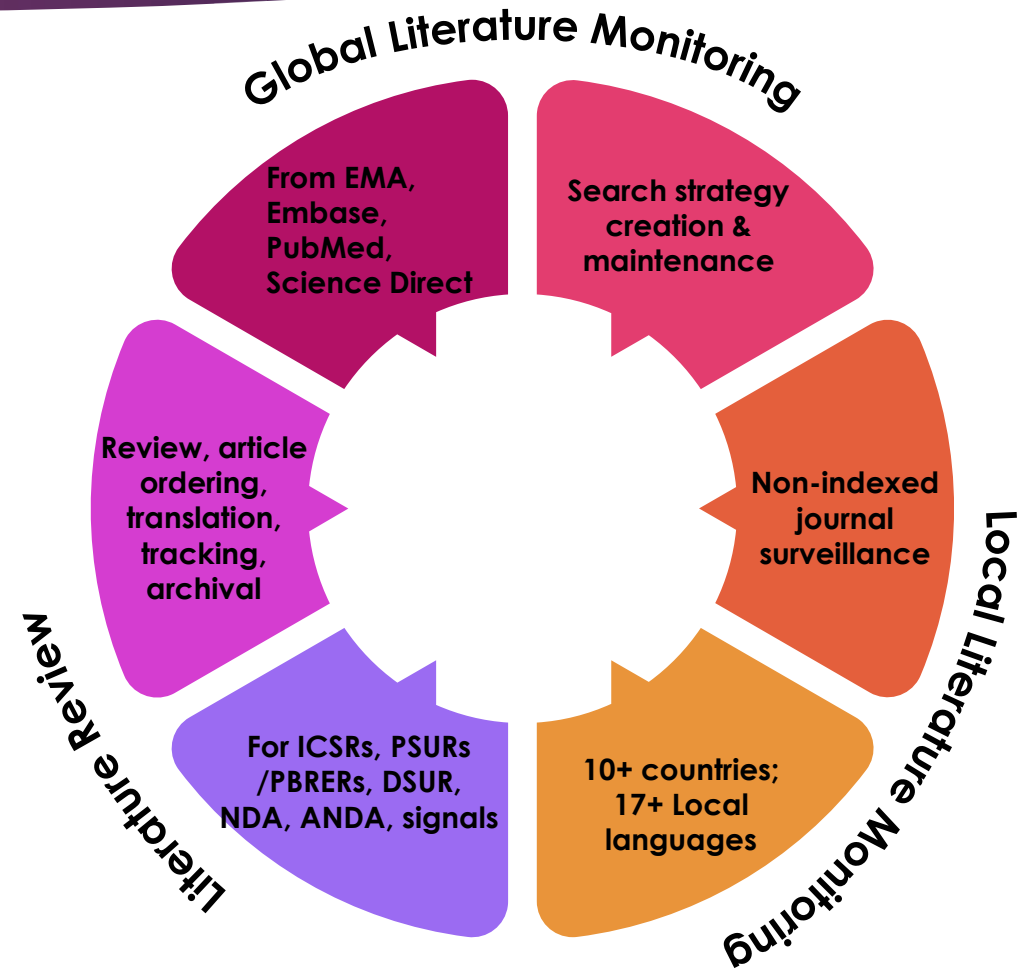 Global Literature Monitoring
From EMA,
Embase,
PubMed,
Science Direct
Search strategy
creation &
maintenance
Review, article
ordering,
translation,
tracking,
archival
Non-indexed
journal
surveillance
Local Literature Monitoring
Literature Review
For ICSRs, PSURs
/PBRERs, DSUR,
NDA, ANDA, signals
10+ countries;
17+ Local
languages